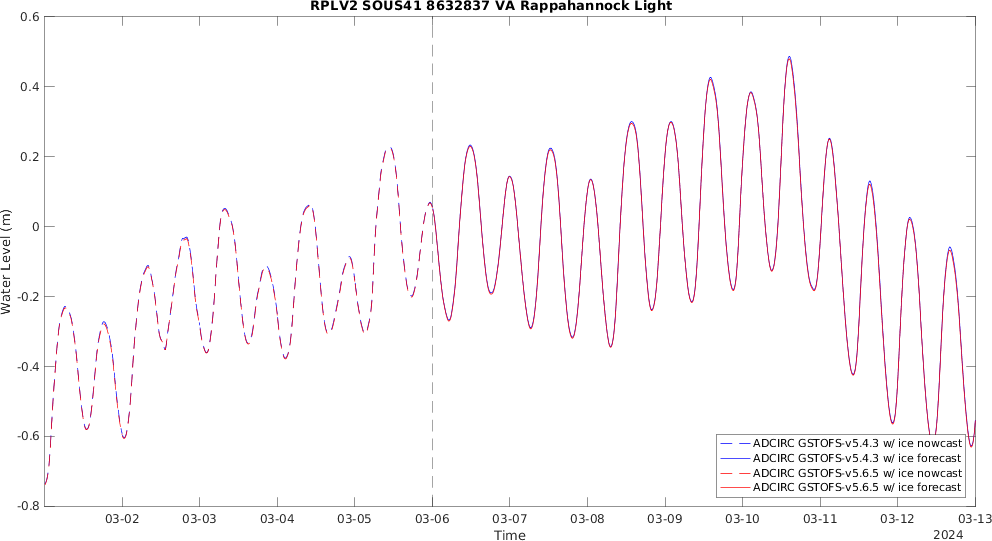 RPLV2 SOUS41 8632837 VA Rappahannock Light
0.6
0.4
0.2
0
-0.2
-0.4
-0.6
-0.8
Water Level (m)
ADCIRC GSTOFS-v5.4.3 w/ ice nowcast
ADCIRC GSTOFS-v5.4.3 w/ ice forecast
ADCIRC GSTOFS-v5.6.5 w/ ice nowcast
ADCIRC GSTOFS-v5.6.5 w/ ice forecast
03-02 03-03 03-04 03-05 03-06 03-07 03-08 03-09 03-10 03-11 03-12 03-13
Time
2024